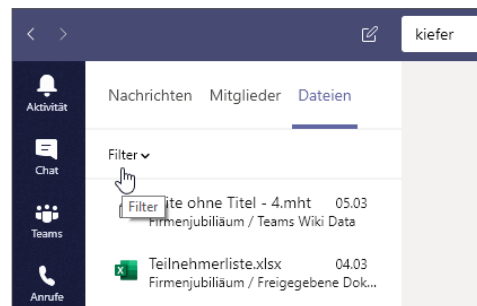 kiefer
Nachrichten Mitglieder Dateien
Aktivität
Filter
Chat
Filter
ite ohne Titel - 4.mht 05.03
Firmenjubiläum / Teams Wiki Data
Teams
Teilnehmerliste.xlsx 04.03
Firmenjubiläum / Freigegebene Dok...
Anrufe